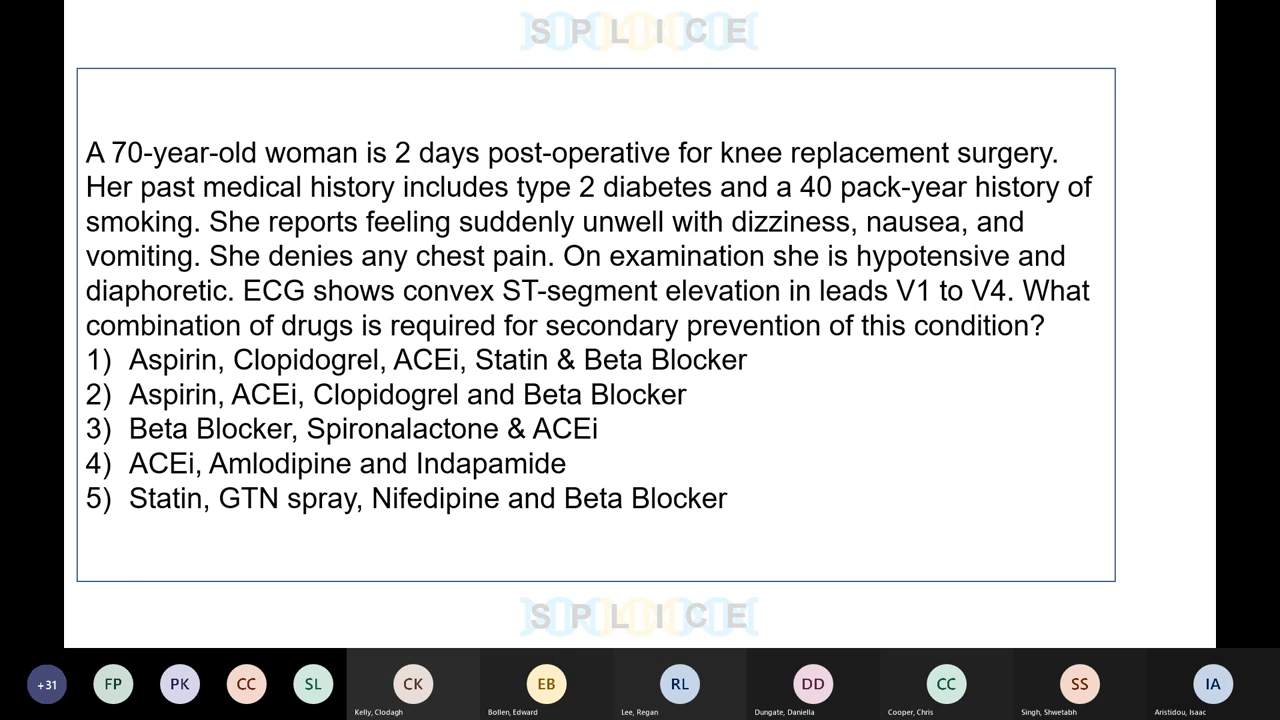 S P L I C E
A 70-year-old woman is 2 days post-operative for knee replacement surgery.
Her past medical history includes type 2 diabetes and a 40 pack-year history of
smoking. She reports feeling suddenly unwell with dizziness, nausea, and
vomiting. She denies any chest pain. On examination she is hypotensive and
diaphoretic. ECG shows convex ST-segment elevation in leads V1 to V4. What
combination of drugs is required for secondary prevention of this condition?
1) Aspirin, Clopidogrel, ACEi, Statin & Beta Blocker
2) Aspirin, ACEi, Clopidogrel and Beta Blocker
3) Beta Blocker, Spironalactone & ACEi
4) ACEi, Amlodipine and Indapamide
5) Statin, GTN spray, Nifedipine and Beta Blocker
S P L I C E
+31 FP PK CC SL CK EB RL DD CC SS IA
Kelly, Clodagh Bollen, Edward Lee, Regan Dungate, Daniella Cooper, Chris Singh, Shwetabh Aristidou, Isaac